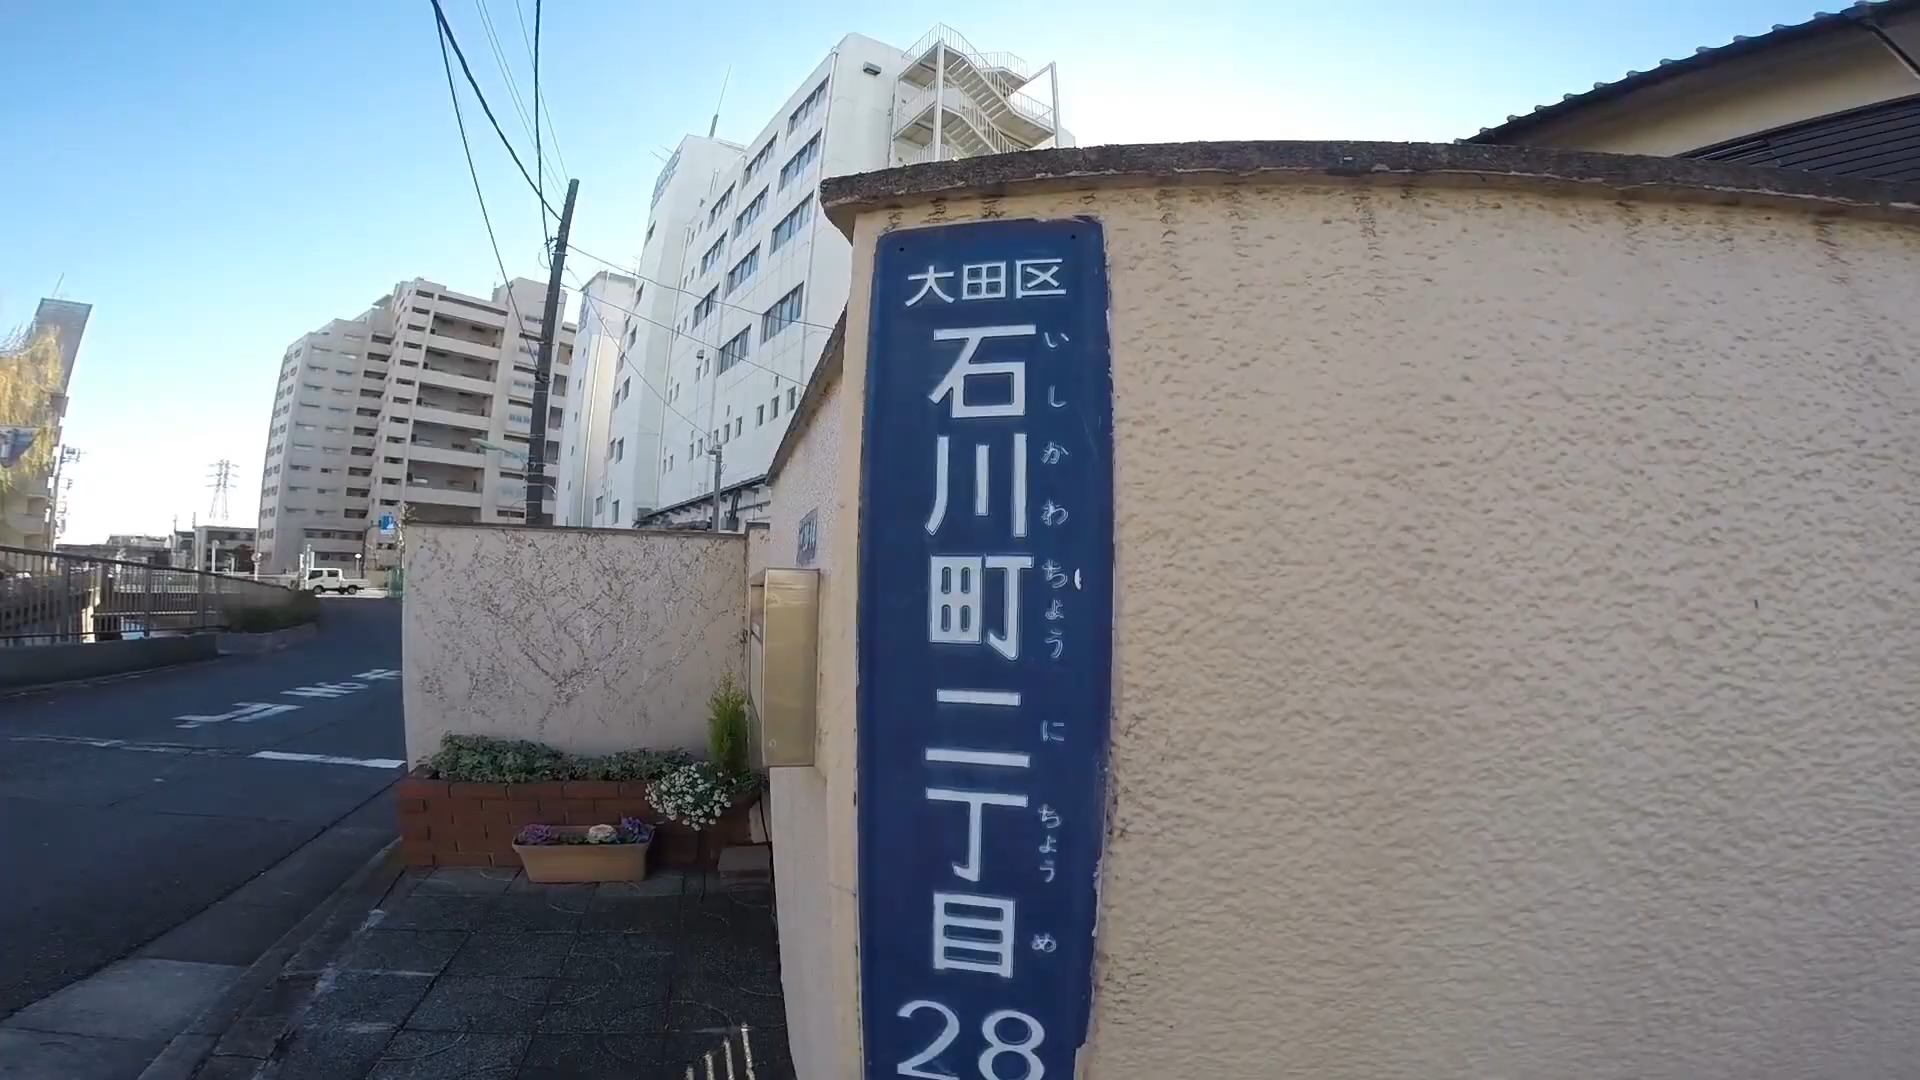 大田区
石川町二丁目
いしかわちょうにちょうめ
28